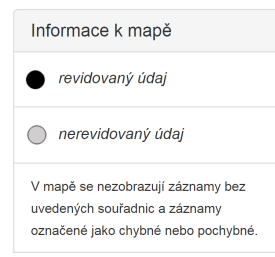 Informace k mapě
revidovaný údaj
nerevidovaný údaj
V mapě se nezobrazují záznamy bez
uvedených souřadnic a záznamy
označené jako chybné nebo pochybné.